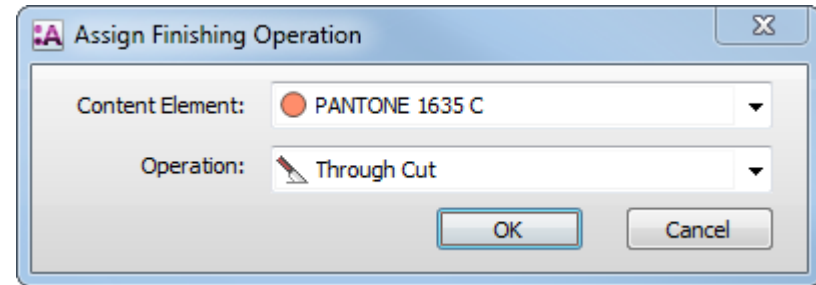 :A Assign Finishing Operation
Content Element: PANTONE 1635 C
Operation: Through Cut
OK Cancel